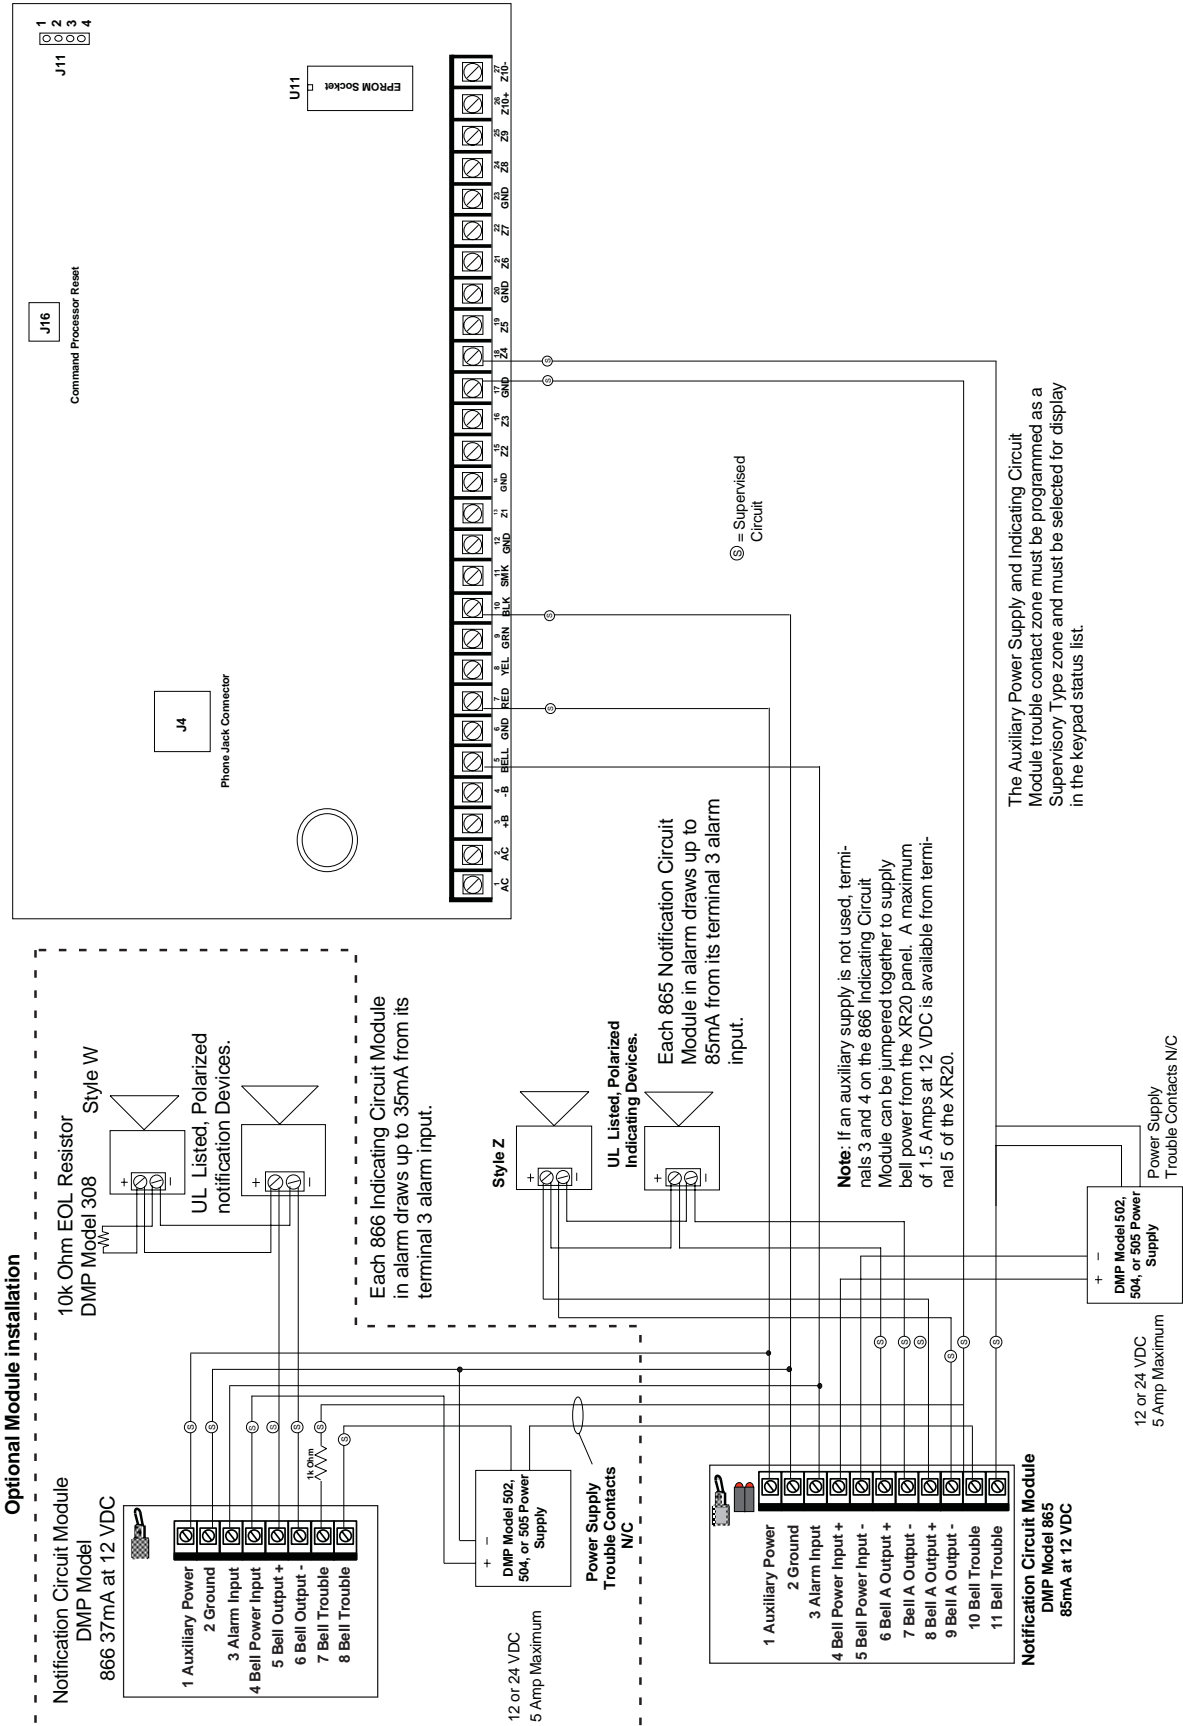 Optional Module installation
Notification Circuit Module
DMP Model
866 37mA at 12 VDC
1 Auxiliary Power
2 Ground
3 Alarm Input
4 Bell Power Input
5 Bell Output +
6 Bell Output -
7 Bell Trouble
8 Bell Trouble
S
S
S
S
S
S
1k Ohm
S
10k Ohm EOL Resistor
DMP Model 308
Style W
+
–
UL Listed, Polarized
notification Devices.
+
–
Each 866 Indicating Circuit Module
in alarm draws up to 35mA from its
terminal 3 alarm input.
12 or 24 VDC
5 Amp Maximum
+ –
DMP Model 502,
504, or 505 Power
Supply
Power Supply
Trouble Contacts
N/C
J11
1
2
3
4
J16
Command Processor Reset
U11
EPROM Socket
J4
Phone Jack Connector
1
AC
2
AC
3
+B
4
-B
5
BELL
6
GND
7
RED
8
YEL
9
GRN
10
BLK
11
SMK
12
GND
13
Z1
14
GND
15
Z2
16
Z3
17
GND
18
Z4
19
Z5
20
GND
21
Z6
22
Z7
23
GND
24
Z8
25
Z9
26
Z10+
27
Z10-
S
S
S
S
S = Supervised
Circuit
Style Z
+
–
UL Listed, Polarized
Indicating Devices.
+
–
Each 865 Notification Circuit
Module in alarm draws up to
85mA from its terminal 3 alarm
input.
Note: If an auxiliary supply is not used, termi-
nals 3 and 4 on the 866 Indicating Circuit
Module can be jumpered together to supply
bell power from the XR20 panel. A maximum
of 1.5 Amps at 12 VDC is available from termi-
nal 5 of the XR20.
The Auxiliary Power Supply and Indicating Circuit
Module trouble contact zone must be programmed as a
Supervisory Type zone and must be selected for display
in the keypad status list.
1 Auxiliary Power
2 Ground
3 Alarm Input
4 Bell Power Input +
5 Bell Power Input -
6 Bell A Output +
7 Bell A Output -
8 Bell A Output +
9 Bell A Output -
10 Bell Trouble
11 Bell Trouble
S
S
S
S
S
S
Notification Circuit Module
DMP Model 865
85mA at 12 VDC
12 or 24 VDC
5 Amp Maximum
+ –
DMP Model 502,
504, or 505 Power
Supply
Power Supply
Trouble Contacts N/C